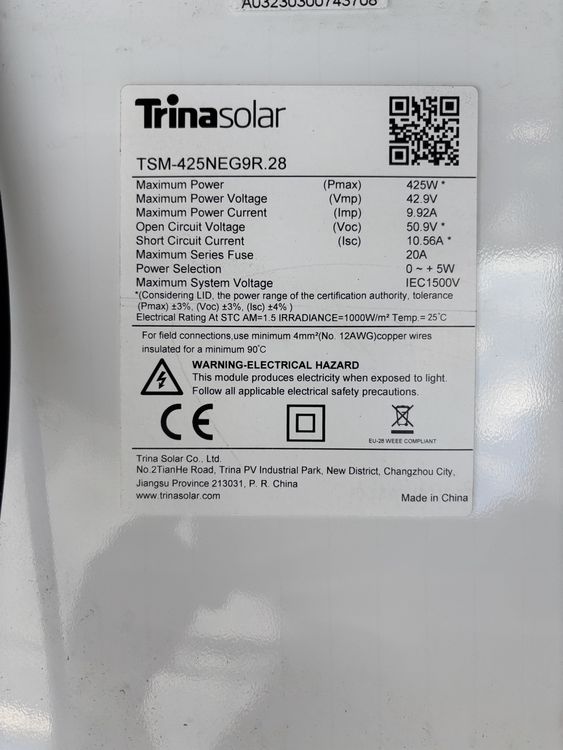 A03230300743708
Trinasolar
TSM-425NEG9R.28
Maximum Power (Pmax) 425W *
Maximum Power Voltage (Vmp) 42.9V
Maximum Power Current (Imp) 9.92A
Open Circuit Voltage (Voc) 50.9V *
Short Circuit Current (Isc) 10.56A *
Maximum Series Fuse 20A
Power Selection 0 ~ + 5W
Maximum System Voltage IEC1500V
*(Considering LID, the power range of the certification authority, tolerance
(Pmax) ±3%, (Voc) ±3%, (Isc) ±4% )
Electrical Rating At STC AM=1.5 IRRADIANCE=1000W/m² Temp.= 25°C
For field connections,use minimum 4mm²(No. 12AWG)copper wires
insulated for a minimum 90°C
WARNING-ELECTRICAL HAZARD
This module produces electricity when exposed to light.
Follow all applicable electrical safety precautions.
CE
EU-28 WEEE COMPLIANT
Trina Solar Co., Ltd.
No.2TianHe Road, Trina PV Industrial Park, New District, Changzhou City,
Jiangsu Province 213031, P. R. China
www.trinasolar.com Made in China